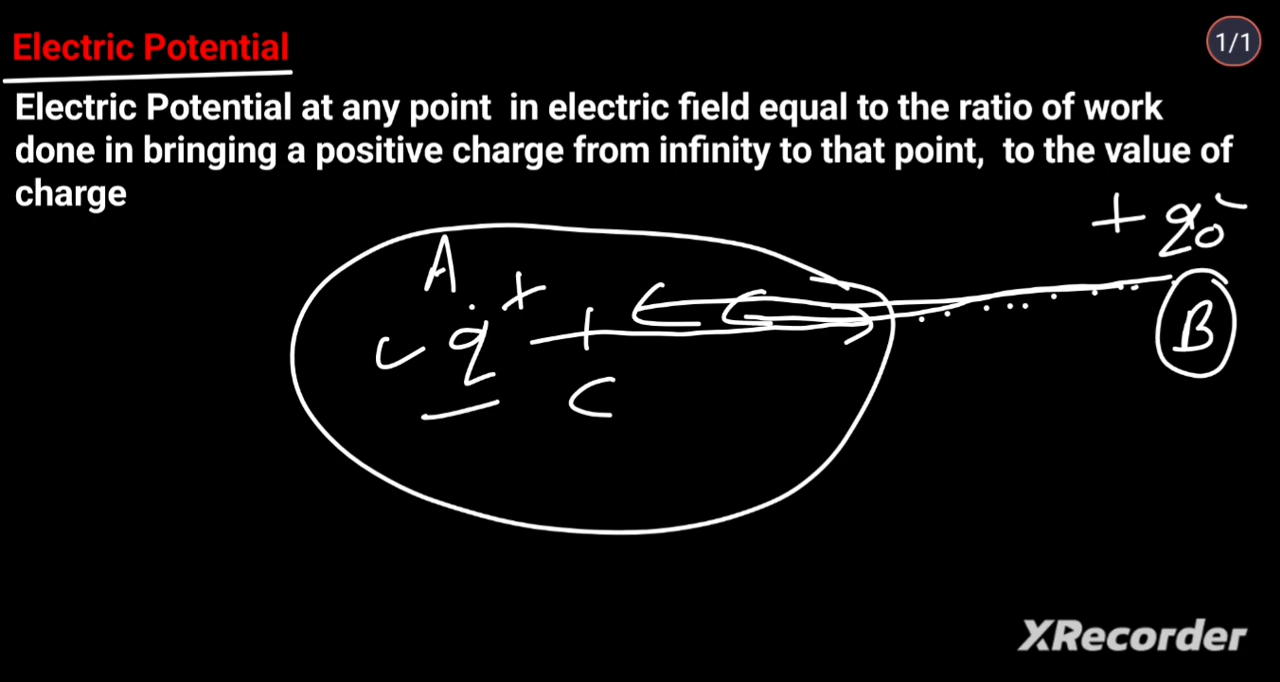 Electric Potential
1/1
Electric Potential at any point in electric field equal to the ratio of work
done in bringing a positive charge from infinity to that point, to the value of
charge
+ q0
A
+
q +
B
C
XRecorder